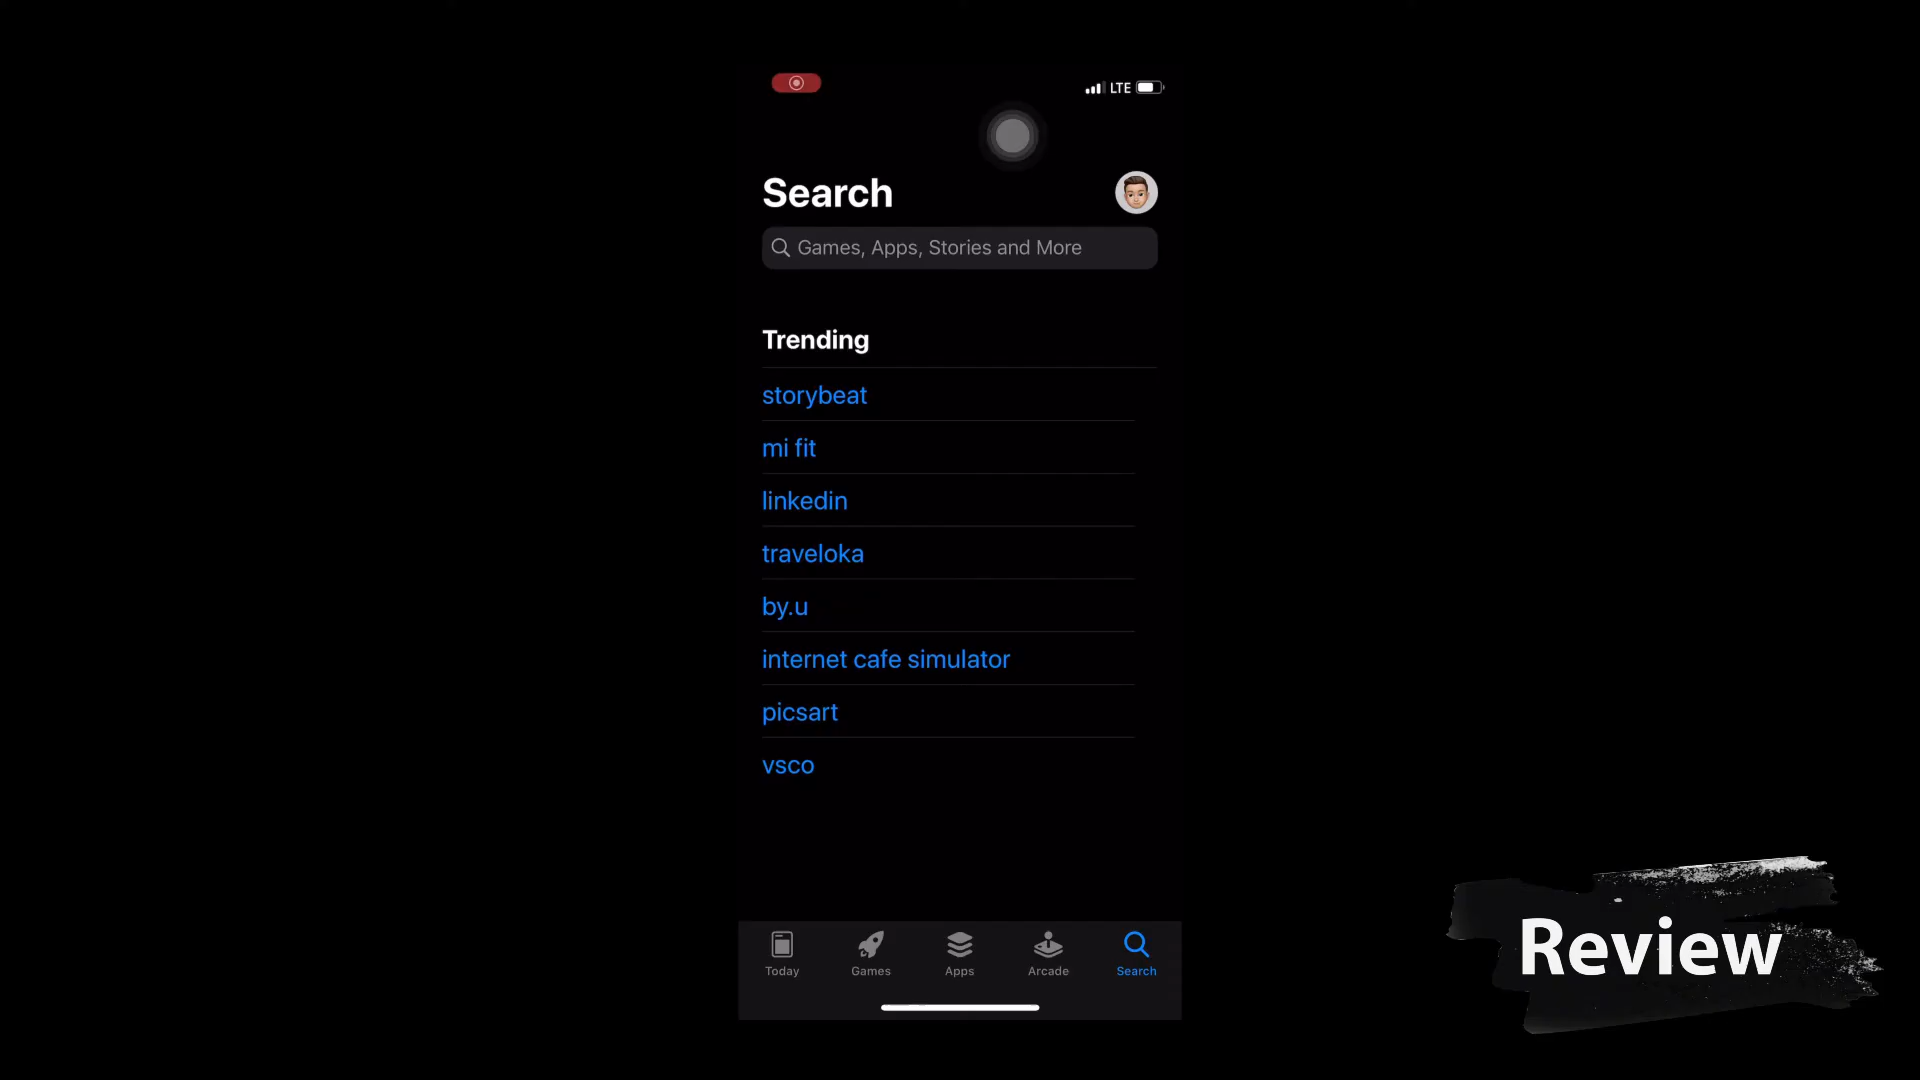 LTE
Search
Games, Apps, Stories and More
Trending
storybeat
mi fit
linkedin
traveloka
by.u
internet cafe simulator
picsart
vsco
Today
Games
Apps
Arcade
Search
Review